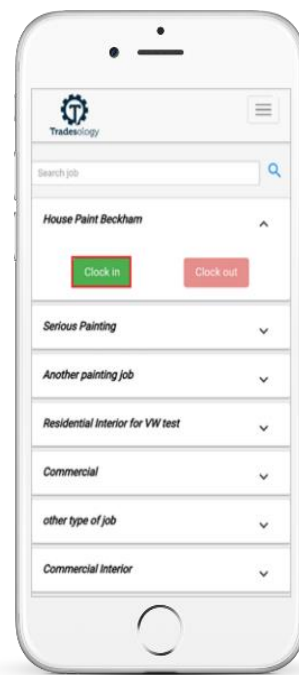 Tradesology
Search job
House Paint Beckham
Clock in
Clock out
Serious Painting
Another painting job
Residential Interior for VW test
Commercial
other type of job
Commercial Interior